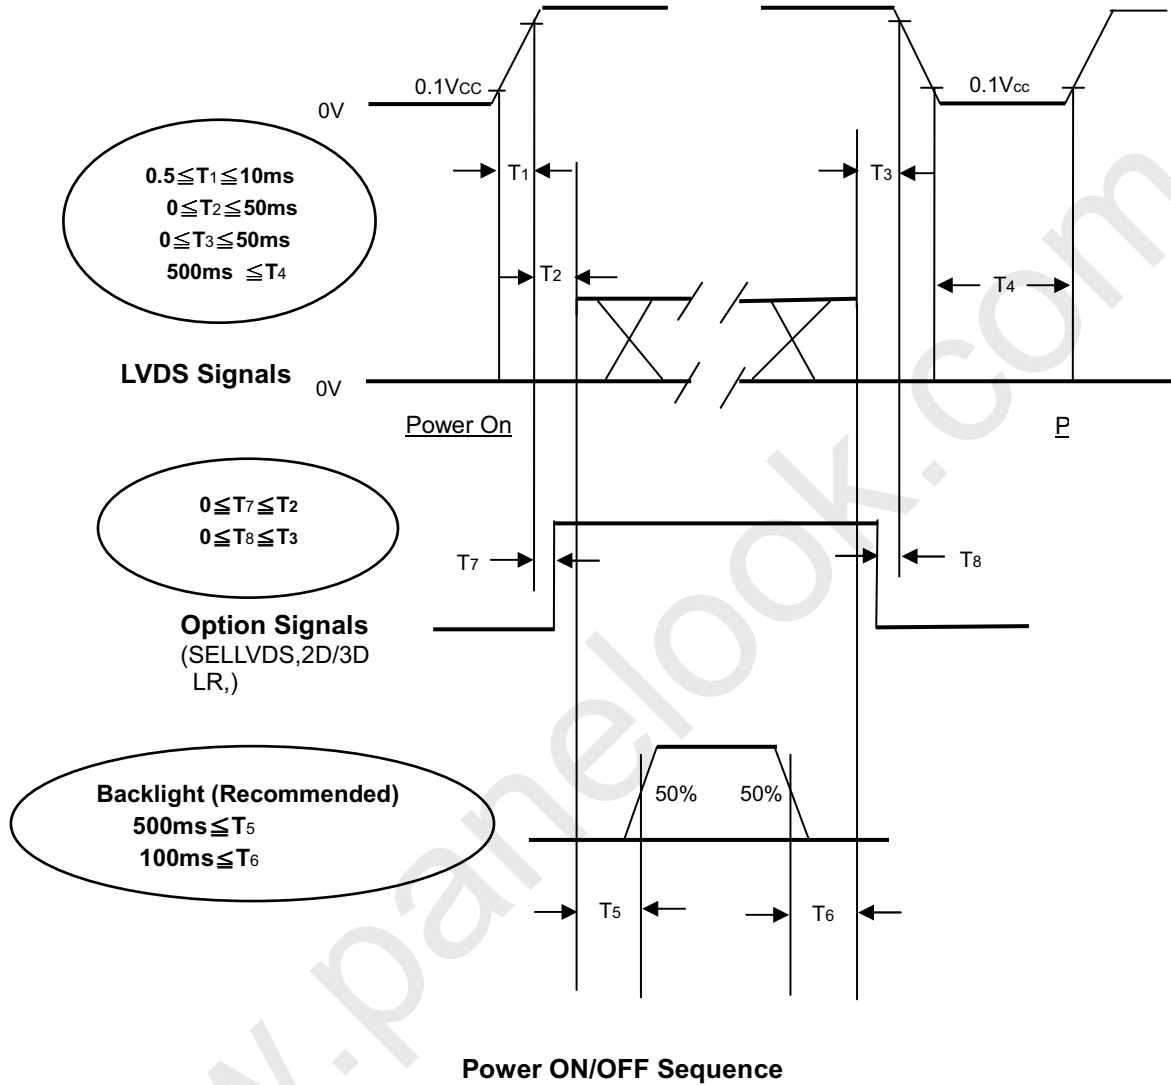 0.1VCC
0.1Vcc
0V
0.5≦T1≦10ms
0≦T2≦50ms
0≦T3≦50ms
500ms ≦T4
T1
T3
T2
T4
LVDS Signals
0V
Power On
P
0≦T7≦T2
0≦T8≦T3
T7
T8
Option Signals
(SELLVDS,2D/3D
LR,)
Backlight (Recommended)
500ms≦T5
100ms≦T6
50%
50%
T5
T6
Power ON/OFF Sequence
w.panelook.com